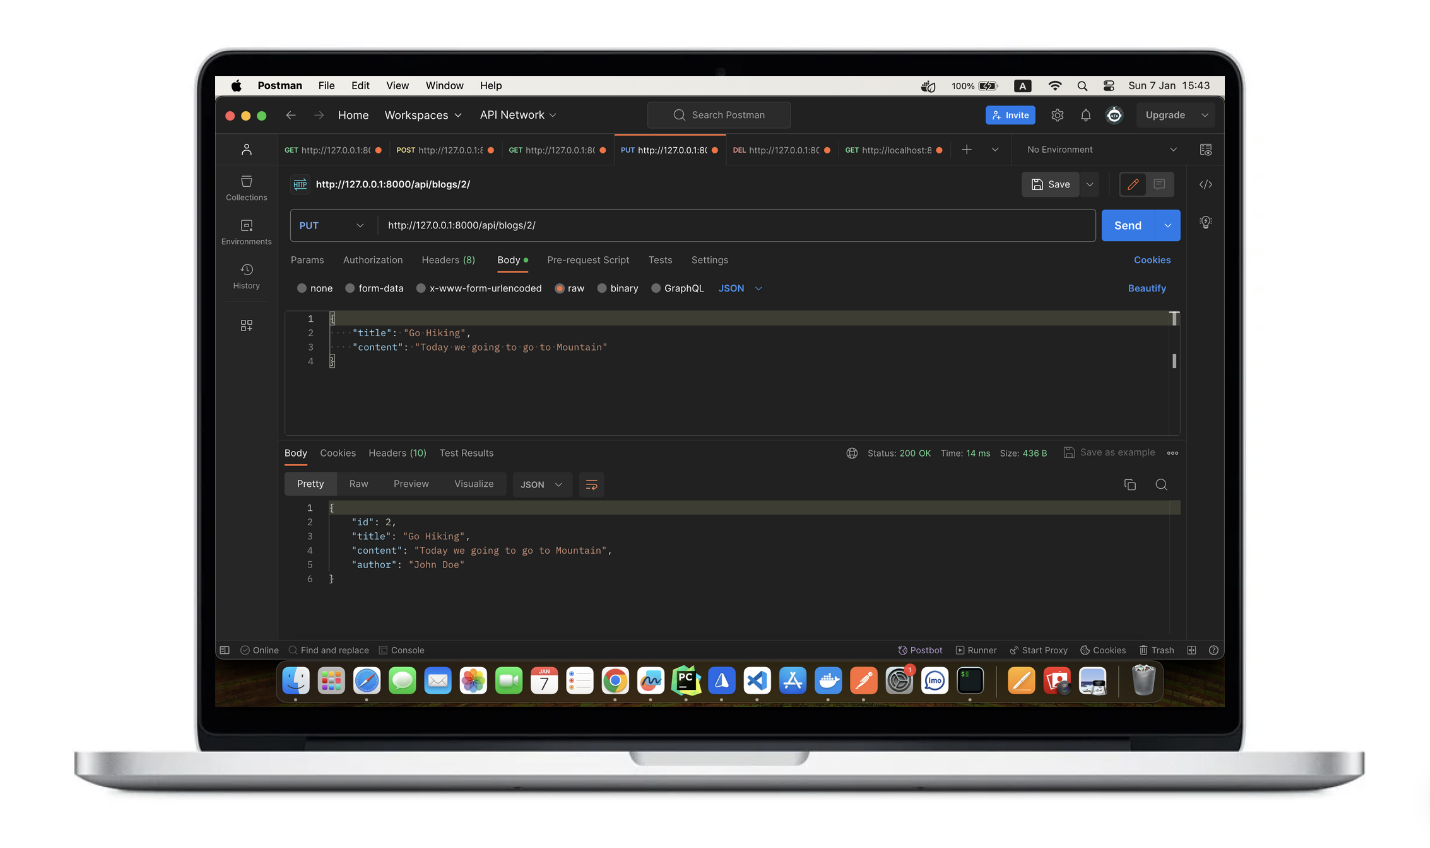 Postman File Edit View Window Help 100% A Sun 7 Jan 15:43
Home Workspaces API Network Search Postman Invite Upgrade
GET http://127.0.0.1:8( POST http://127.0.0.1:8 GET http://127.0.0.1:80 PUT http://127.0.0.1:80 DEL http://127.0.0.1:80 GET http://localhost:8 No Environment
HTTP http://127.0.0.1:8000/api/blogs/2/ Save
Collections
Environments
History
PUT http://127.0.0.1:8000/api/blogs/2/ Send
Params Authorization Headers (8) Body Pre-request Script Tests Settings Cookies
none form-data x-www-form-urlencoded raw binary GraphQL JSON Beautify
1 {
2 "title": "Go Hiking",
3 "content": "Today we going to go to Mountain"
4 }
Body Cookies Headers (10) Test Results Status: 200 OK Time: 14 ms Size: 436 B Save as example
Pretty Raw Preview Visualize JSON
1 {
2 "id": 2,
3 "title": "Go Hiking",
4 "content": "Today we going to go to Mountain",
5 "author": "John Doe"
6 }
Online Find and replace Console Postbot Runner Start Proxy Cookies Trash
JAN
7
PC
1
imo
$